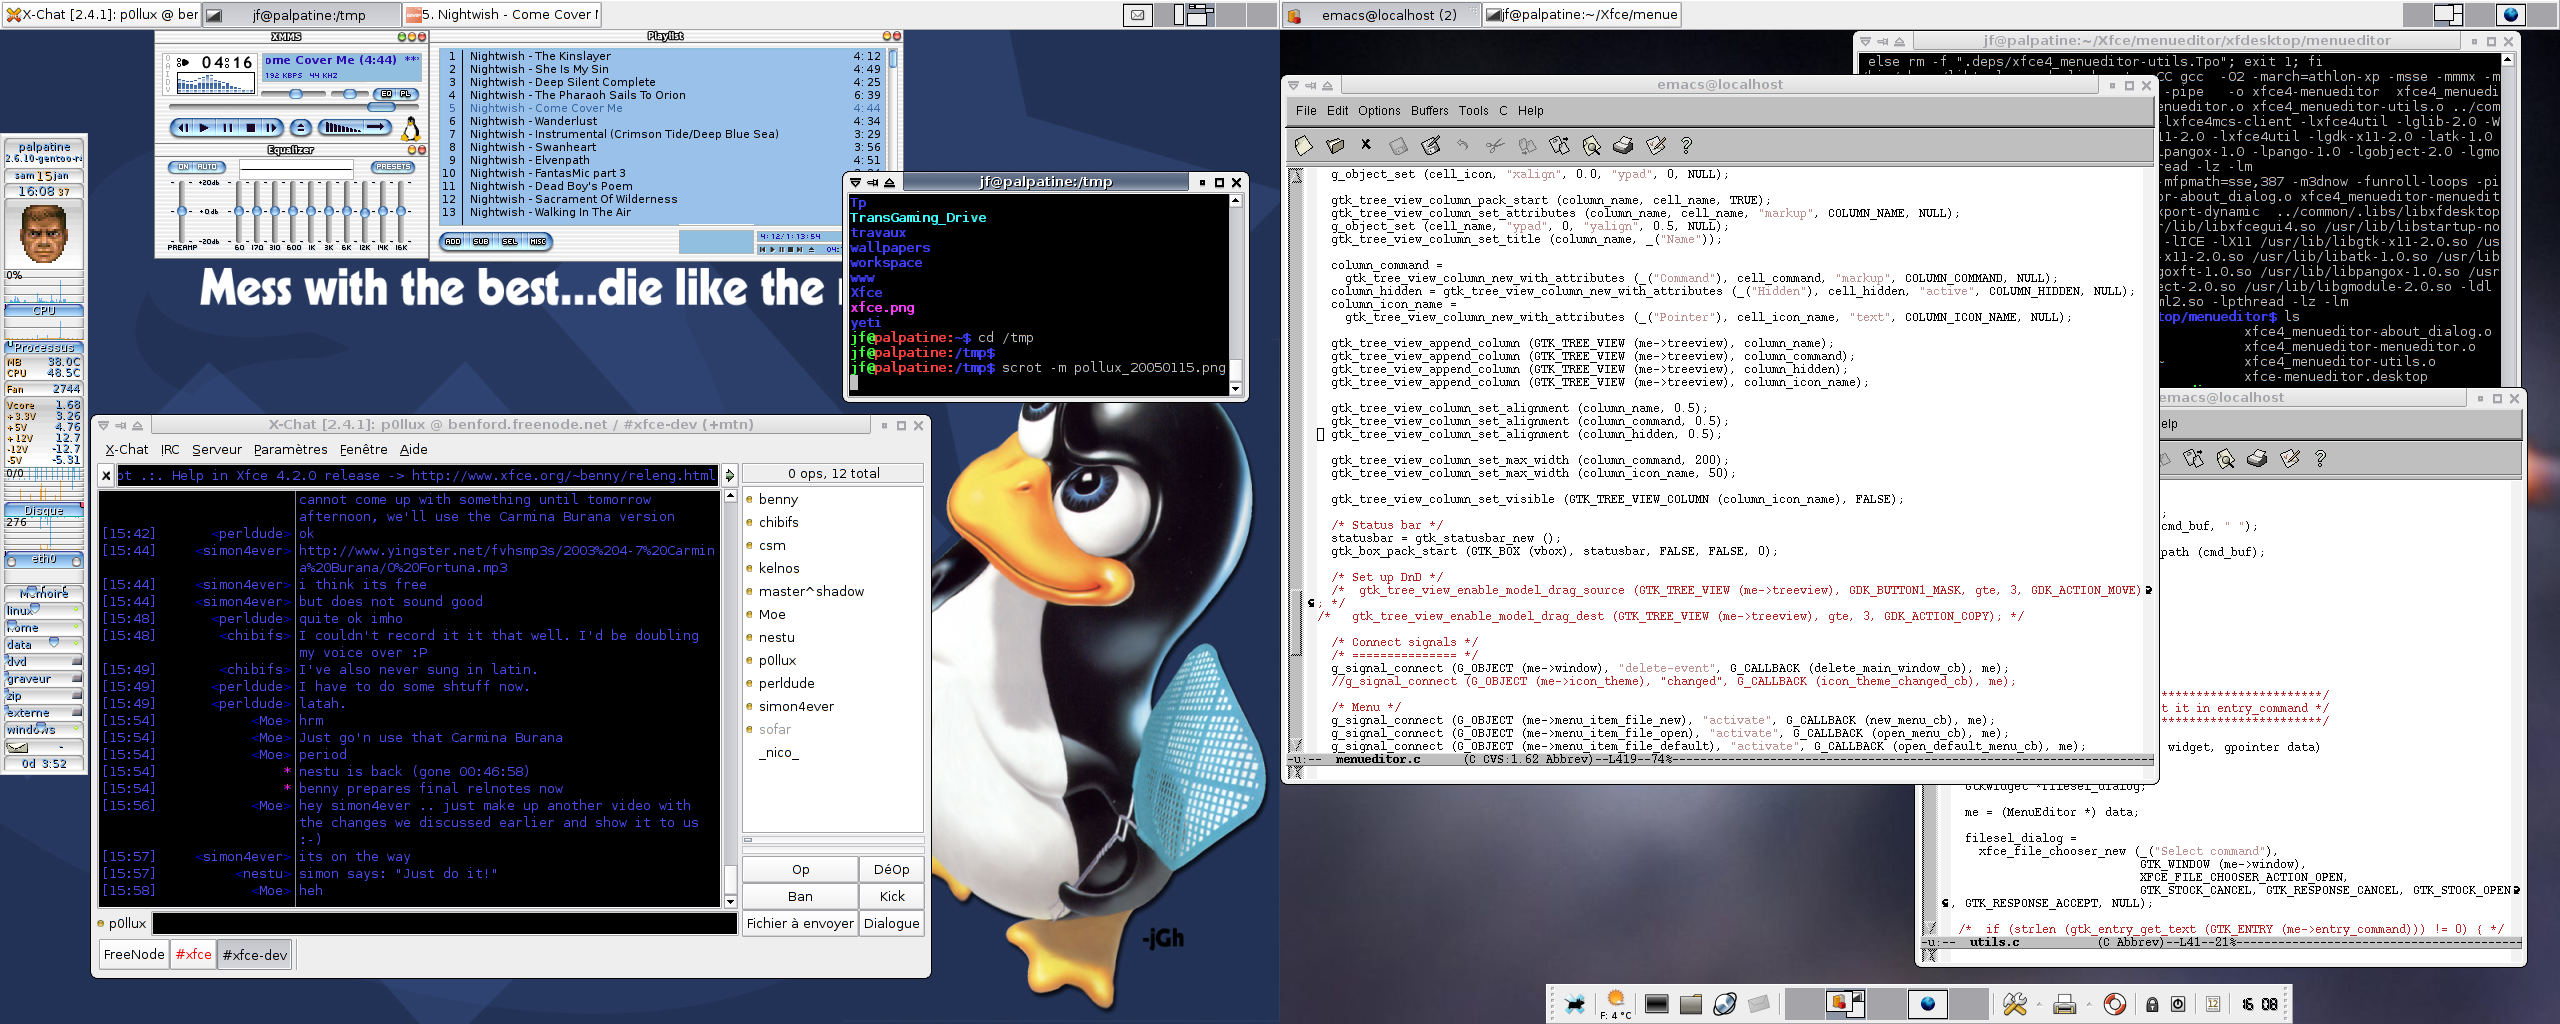 X-Chat [2.4.1]: p0llux @ ber
jf@palpatine:/tmp
5. Nightwish - Come Cover M
emacs@localhost (2)
jf@palpatine:~/Xfce/menue
XMMS
04:16
ome Cover Me (4:44) ***
192 KBPS 44 KHZ
EQ PL
Equalizer
ON AUTO
PRESETS
+20db
+0db
-20db
PREAMP 60 170 310 600 1K 3K 6K 12K 14K 16K
Playlist
1 Nightwish - The Kinslayer 4:12
2 Nightwish - She Is My Sin 4:49
3 Nightwish - Deep Silent Complete 4:25
4 Nightwish - The Pharaoh Sails To Orion 6:39
5 Nightwish - Come Cover Me 4:44
6 Nightwish - Wanderlust 4:34
7 Nightwish - Instrumental (Crimson Tide/Deep Blue Sea) 3:29
8 Nightwish - Swanheart 3:56
9 Nightwish - Elvenpath 4:51
10 Nightwish - FantasMic part 3
11 Nightwish - Dead Boy's Poem
12 Nightwish - Sacrament Of Wilderness
13 Nightwish - Walking In The Air
ADD SUB SEL MISC
4:12/1:13:54
palpatine
2.6.10-gentoo-r
sam 15 jan
16:08 37
0%
CPU
Processus
MB 38.0C
CPU 48.5C
Fan 2744
Vcore 1.68
+3.3V 3.26
+5V 4.76
+12V 12.7
-12V -12.7
-5V -5.31
0/0
Disque
276
eth0
Mémoire
linux
home
data
dvd
graveur
zip
externe
windows
-
0d 3:52
Mess with the best...die like the
jf@palpatine:/tmp
Tp
TransGaming_Drive
travaux
wallpapers
workspace
www
Xfce
xfce.png
yeti
jf@palpatine:~$ cd /tmp
jf@palpatine:/tmp$
jf@palpatine:/tmp$ scrot -m pollux_20050115.png
X-Chat [2.4.1]: p0llux @ benford.freenode.net / #xfce-dev (+mtn)
X-Chat IRC Serveur Paramètres Fenêtre Aide
ot .:. Help in Xfce 4.2.0 release -> http://www.xfce.org/~benny/releng.html
0 ops, 12 total
cannot come up with something until tomorrow
afternoon, we'll use the Carmina Burana version
[15:42] <perldude> ok
[15:44] <simon4ever> http://www.yingster.net/fvhsmp3s/2003%204-7%20Carmin
a%20Burana/O%20Fortuna.mp3
[15:44] <simon4ever> i think its free
[15:44] <simon4ever> but does not sound good
[15:48] <perldude> quite ok imho
[15:48] <chibifs> I couldn't record it it that well. I'd be doubling
my voice over :P
[15:49] <chibifs> I've also never sung in latin.
[15:49] <perldude> I have to do some shtuff now.
[15:49] <perldude> latah.
[15:54] <Moe> hrm
[15:54] <Moe> Just go'n use that Carmina Burana
[15:54] <Moe> period
[15:54] * nestu is back (gone 00:46:58)
[15:54] * benny prepares final relnotes now
[15:56] <Moe> hey simon4ever .. just make up another video with
the changes we discussed earlier and show it to us
:-)
[15:57] <simon4ever> its on the way
[15:57] <nestu> simon says: "Just do it!"
[15:58] <Moe> heh
benny
chibifs
csm
kelnos
master^shadow
Moe
nestu
p0llux
perldude
simon4ever
sofar
_nico_
Op DéOp
Ban Kick
Fichier à envoyer Dialogue
p0llux
FreeNode #xfce #xfce-dev
-jGh
jf@palpatine:~/Xfce/menueditor/xfdesktop/menueditor
else rm -f ".deps/xfce4_menueditor-utils.Tpo"; exit 1; fi
CC gcc -O2 -march=athlon-xp -msse -mmmx -m
-pipe -o xfce4-menueditor xfce4_menuedi
nueditor.o xfce4_menueditor-utils.o ../com
-lxfce4mcs-client -lxfce4util -lglib-2.0 -W
11-2.0 -lxfce4util -lgdk-x11-2.0 -latk-1.0
lpangox-1.0 -lpango-1.0 -lgobject-2.0 -lgmo
read -lz -lm
-mfpmath=sse,387 -m3dnow -funroll-loops -pi
or-about_dialog.o xfce4_menueditor-menuedit
xport-dynamic ../common/.libs/libxfdesktop
r/lib/libxfcegui4.so /usr/lib/libstartup-no
-lICE -lX11 /usr/lib/libgtk-x11-2.0.so /us
.so /usr/lib/libatk-1.0.so /usr/lib/libgdk
goxft-1.0.so /usr/lib/libpangox-1.0.so /usr
ect-2.0.so /usr/lib/libgmodule-2.0.so -ldl
ml2.so -lpthread -lz -lm
top/menueditor$ ls
xfce4_menueditor-about_dialog.o
xfce4_menueditor-menueditor.o
xfce4_menueditor-utils.o
xfce-menueditor.desktop
emacs@localhost
File Edit Options Buffers Tools C Help
g_object_set (cell_icon, "xalign", 0.0, "ypad", 0, NULL);
gtk_tree_view_column_pack_start (column_name, cell_name, TRUE);
gtk_tree_view_column_set_attributes (column_name, cell_name, "markup", COLUMN_NAME, NULL);
g_object_set (cell_name, "ypad", 0, "yalign", 0.5, NULL);
gtk_tree_view_column_set_title (column_name, _("Name"));
column_command =
gtk_tree_view_column_new_with_attributes (_("Command"), cell_command, "markup", COLUMN_COMMAND, NULL);
column_hidden = gtk_tree_view_column_new_with_attributes (_("Hidden"), cell_hidden, "active", COLUMN_HIDDEN, NULL);
column_icon_name =
gtk_tree_view_column_new_with_attributes (_("Pointer"), cell_icon_name, "text", COLUMN_ICON_NAME, NULL);
gtk_tree_view_append_column (GTK_TREE_VIEW (me->treeview), column_name);
gtk_tree_view_append_column (GTK_TREE_VIEW (me->treeview), column_command);
gtk_tree_view_append_column (GTK_TREE_VIEW (me->treeview), column_hidden);
gtk_tree_view_append_column (GTK_TREE_VIEW (me->treeview), column_icon_name);
gtk_tree_view_column_set_alignment (column_name, 0.5);
gtk_tree_view_column_set_alignment (column_command, 0.5);
gtk_tree_view_column_set_alignment (column_hidden, 0.5);
gtk_tree_view_column_set_max_width (column_command, 200);
gtk_tree_view_column_set_max_width (column_icon_name, 50);
gtk_tree_view_column_set_visible (GTK_TREE_VIEW_COLUMN (column_icon_name), FALSE);
/* Status bar */
statusbar = gtk_statusbar_new ();
gtk_box_pack_start (GTK_BOX (vbox), statusbar, FALSE, FALSE, 0);
/* Set up DnD */
/* gtk_tree_view_enable_model_drag_source (GTK_TREE_VIEW (me->treeview), GDK_BUTTON1_MASK, gte, 3, GDK_ACTION_MOVE)
; */
/* gtk_tree_view_enable_model_drag_dest (GTK_TREE_VIEW (me->treeview), gte, 3, GDK_ACTION_COPY); */
/* Connect signals */
/* =============== */
g_signal_connect (G_OBJECT (me->window), "delete-event", G_CALLBACK (delete_main_window_cb), me);
//g_signal_connect (G_OBJECT (me->icon_theme), "changed", G_CALLBACK (icon_theme_changed_cb), me);
/* Menu */
g_signal_connect (G_OBJECT (me->menu_item_file_new), "activate", G_CALLBACK (new_menu_cb), me);
g_signal_connect (G_OBJECT (me->menu_item_file_open), "activate", G_CALLBACK (open_menu_cb), me);
g_signal_connect (G_OBJECT (me->menu_item_file_default), "activate", G_CALLBACK (open_default_menu_cb), me);
-u:-- menueditor.c (C CVS:1.62 Abbrev)--L419--74%
emacs@localhost
elp
;
cmd_buf, " ");
path (cmd_buf);
***********************/
t it in entry_command */
***********************/
widget, gpointer data)
GtkWidget *filesel_dialog;
me = (MenuEditor *) data;
filesel_dialog =
xfce_file_chooser_new (_("Select command"),
GTK_WINDOW (me->window),
XFCE_FILE_CHOOSER_ACTION_OPEN,
GTK_STOCK_CANCEL, GTK_RESPONSE_CANCEL, GTK_STOCK_OPEN
, GTK_RESPONSE_ACCEPT, NULL);
/* if (strlen (gtk_entry_get_text (GTK_ENTRY (me->entry_command))) != 0) { */
-u:-- utils.c (C Abbrev)--L41--21%
F: 4 °C
12
16 08